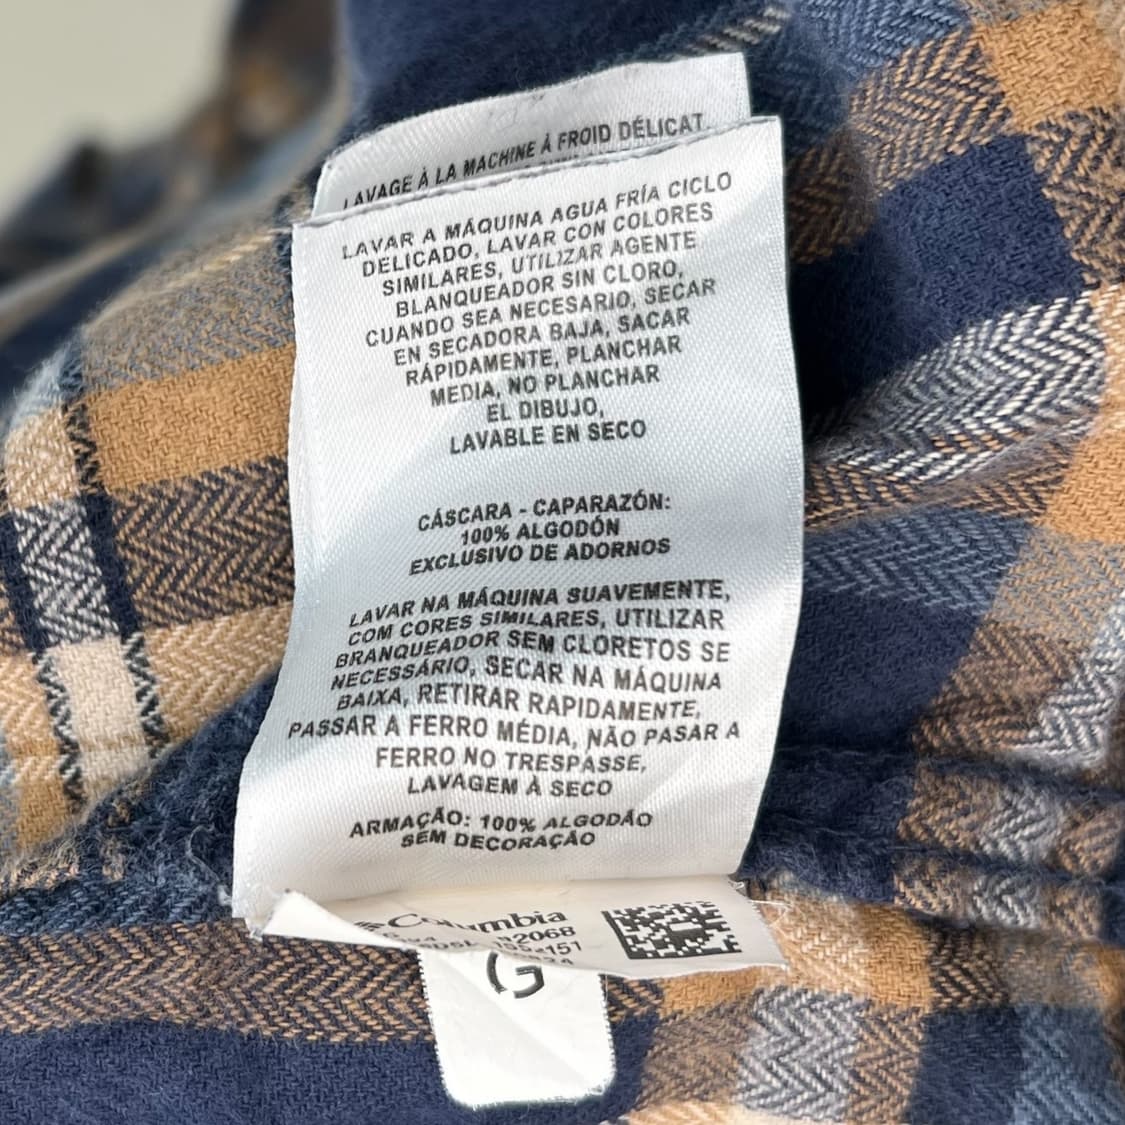 LAVAGE À LA MACHINE À FROID DÉLICAT
LAVAR A MÁQUINA AGUA FRÍA CICLO
DELICADO, LAVAR CON COLORES
SIMILARES, UTILIZAR AGENTE
BLANQUEADOR SIN CLORO,
CUANDO SEA NECESARIO, SECAR
EN SECADORA BAJA, SACAR
RÁPIDAMENTE, PLANCHAR
MEDIA, NO PLANCHAR
EL DIBUJO,
LAVABLE EN SECO
CÁSCARA - CAPARAZÓN:
100% ALGODÓN
EXCLUSIVO DE ADORNOS
LAVAR NA MÁQUINA SUAVEMENTE,
COM CORES SIMILARES, UTILIZAR
BRANQUEADOR SEM CLORETOS SE
NECESSÁRIO, SECAR NA MÁQUINA
BAIXA, RETIRAR RAPIDAMENTE,
PASSAR A FERRO MÉDIA, NÃO PASAR A
FERRO NO TRESPASSE,
LAVAGEM À SECO
ARMAÇÃO: 100% ALGODÃO
SEM DECORAÇÃO
Columbia
G